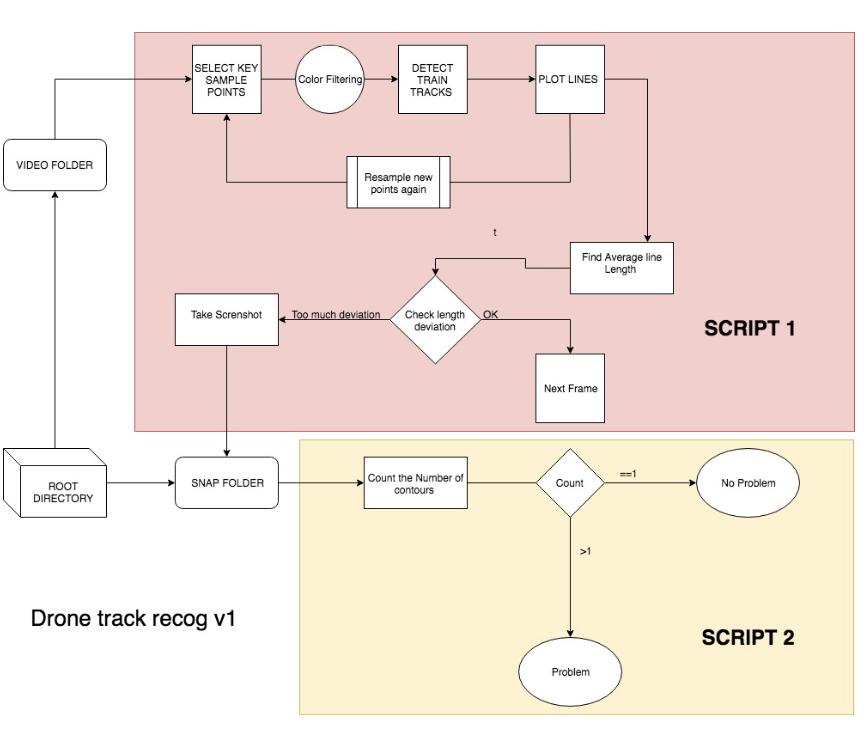 SELECT KEY
SAMPLE
POINTS
Color Filtering
DETECT
TRAIN
TRACKS
PLOT LINES
VIDEO FOLDER
Resample new
points again
t
Find Average line
Length
Take Screnshot
Too much deviation
Check length
deviation
OK
SCRIPT 1
Next Frame
ROOT
DIRECTORY
SNAP FOLDER
Count the Number of
contours
Count
==1
No Problem
>1
Drone track recog v1
SCRIPT 2
Problem